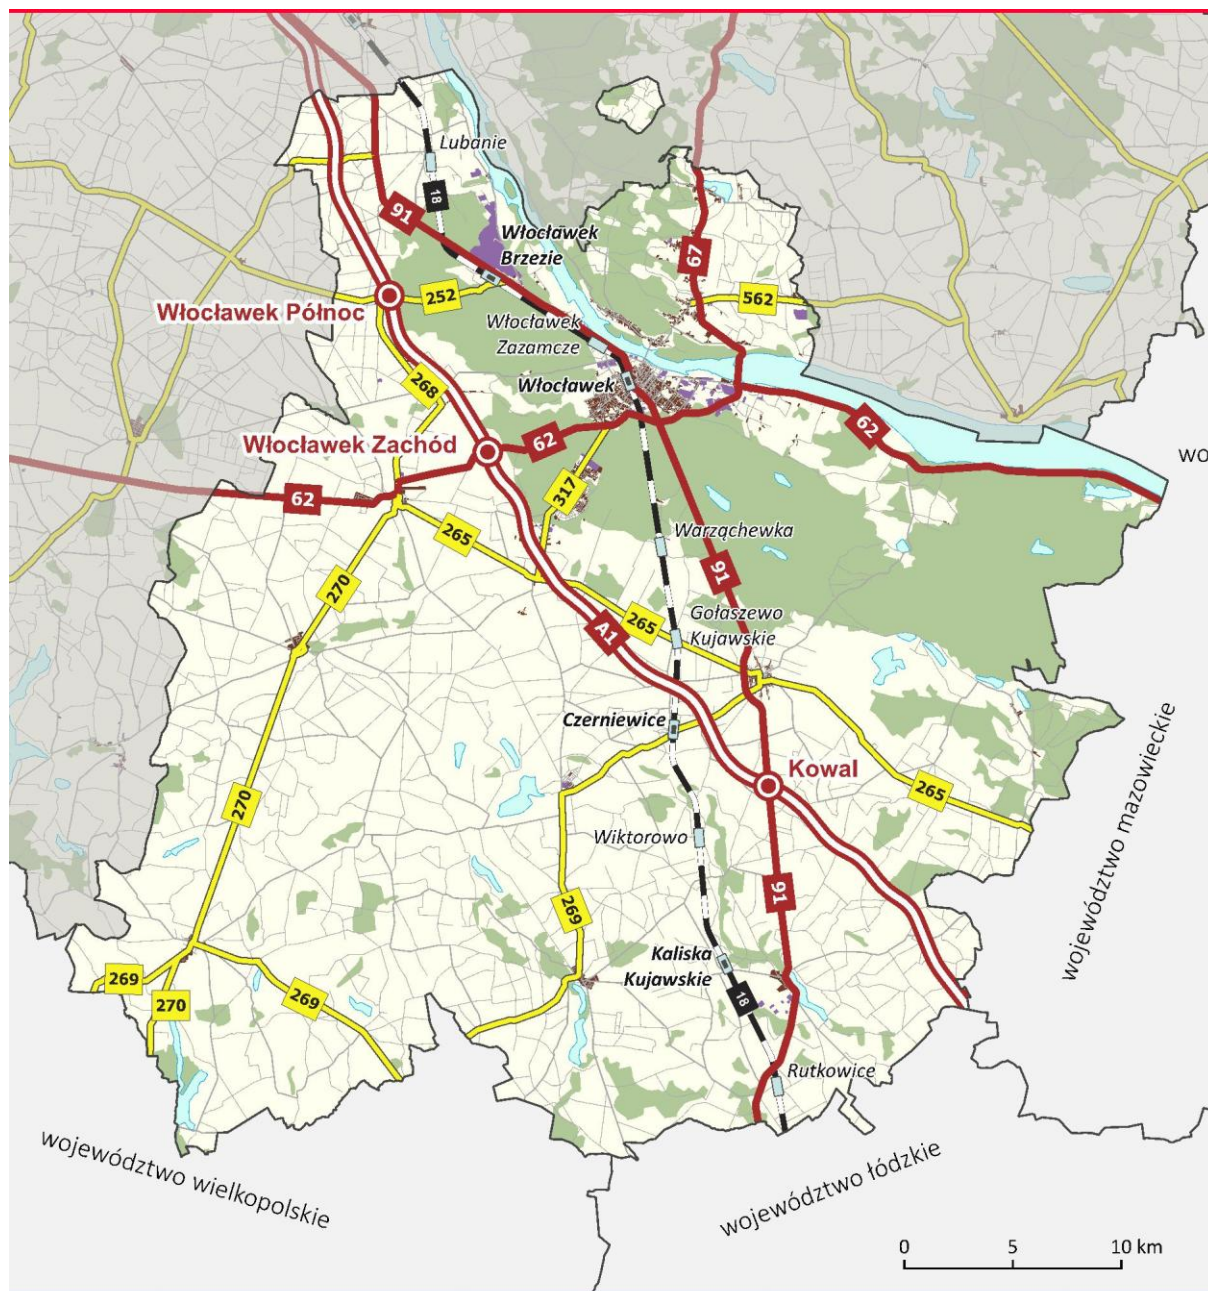 Lubanie
18
91
Włocławek
Brzezie
67
Włocławek Północ
252
562
Włocławek
Zazamcze
268
Włocławek
Włocławek Zachód
62
62
wo
62
317
265
Warząchewka
270
91
A1
265
Gołaszewo
Kujawskie
Czerniewice
Kowal
270
265
województwo mazowieckie
Wiktorowo
91
269
Kaliska
Kujawskie
269
270
269
18
Rutkowice
województwo wielkopolskie
województwo łódzkie
0 5 10 km